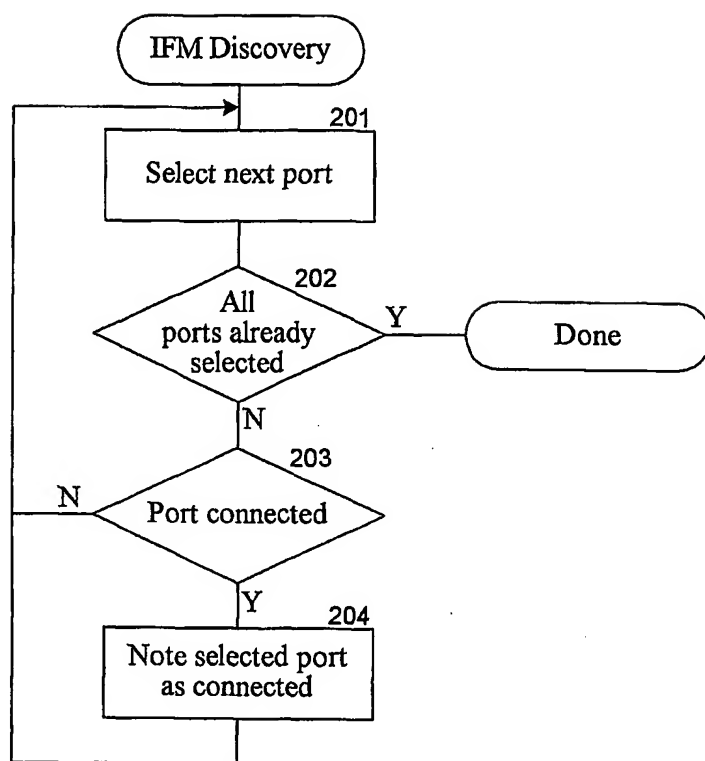 IFM Discovery
201
Select next port
202
All
ports already
selected
Y
Done
N
203
N
Port connected
Y
204
Note selected port
as connected